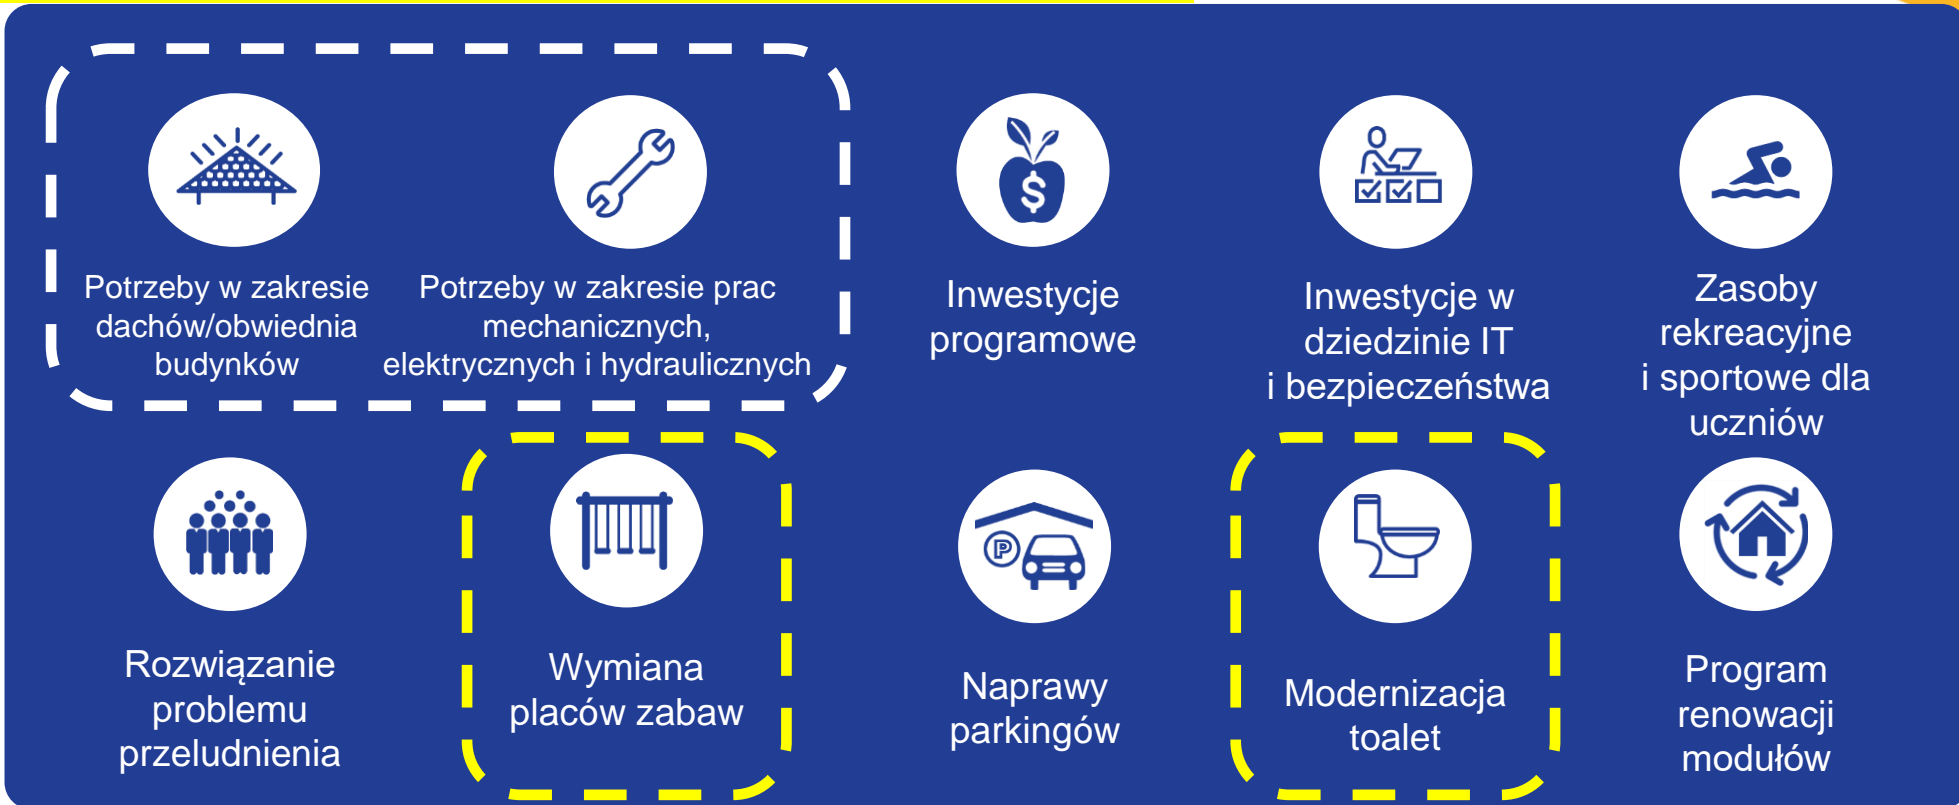 Potrzeby w zakresie
dachów/obwiednia
budynków
Potrzeby w zakresie prac
mechanicznych,
elektrycznych i hydraulicznych
$
Inwestycje
programowe
Inwestycje w
dziedzinie IT
i bezpieczeństwa
Zasoby
rekreacyjne
i sportowe dla
uczniów
Rozwiązanie
problemu
przeludnienia
Wymiana
placów zabaw
P
Naprawy
parkingów
Modernizacja
toalet
Program
renowacji
modułów